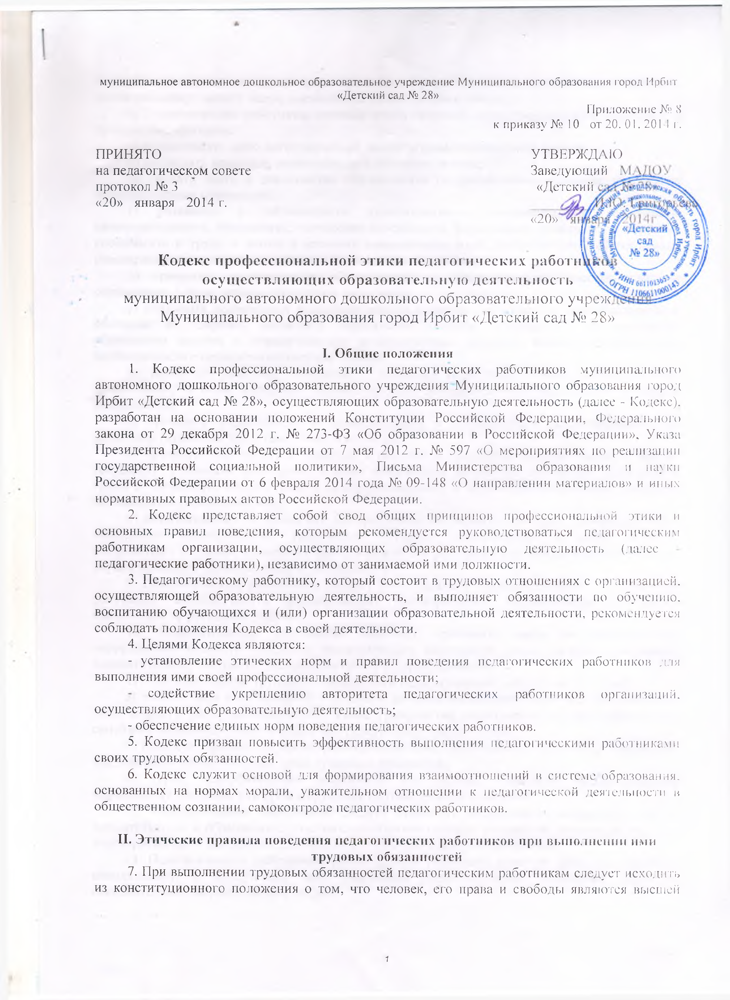 муниципальное автономное дошкольное образовательное учреждение Муниципального образования город Ирбит
«Детский сад № 28»
Приложение № 8
к приказу № 10 от 20. 01. 2014 г.
ПРИНЯТО
на педагогическом совете
протокол № 3
«20» января 2014 г.
УТВЕРЖДАЮ
Заведующий МАДОУ
«Детский сад № 28»
Григорьева
«20» января 2014г
«Детский
сад
№ 28»
ИНН 6611013653
ОГРН 1106611000143
Кодекс профессиональной этики педагогических работников
осуществляющих образовательную деятельность
муниципального автономного дошкольного образовательного учреждения
Муниципального образования город Ирбит «Детский сад № 28»
I. Общие положения
1. Кодекс профессиональной этики педагогических работников муниципального
автономного дошкольного образовательного учреждения Муниципального образования город
Ирбит «Детский сад № 28», осуществляющих образовательную деятельность (далее - Кодекс),
разработан на основании положений Конституции Российской Федерации, Федерального
закона от 29 декабря 2012 г. № 273-ФЗ «Об образовании в Российской Федерации», Указа
Президента Российской Федерации от 7 мая 2012 г. № 597 «О мероприятиях по реализации
государственной социальной политики», Письма Министерства образования и науки
Российской Федерации от 6 февраля 2014 года № 09-148 «О направлении материалов» и иных
нормативных правовых актов Российской Федерации.
2. Кодекс представляет собой свод общих принципов профессиональной этики и
основных правил поведения, которым рекомендуется руководствоваться педагогическим
работникам организации, осуществляющих образовательную деятельность (далее -
педагогические работники), независимо от занимаемой ими должности.
3. Педагогическому работнику, который состоит в трудовых отношениях с организацией,
осуществляющей образовательную деятельность, и выполняет обязанности по обучению,
воспитанию обучающихся и (или) организации образовательной деятельности, рекомендуется
соблюдать положения Кодекса в своей деятельности.
4. Целями Кодекса являются:
- установление этических норм и правил поведения педагогических работников для
выполнения ими своей профессиональной деятельности;
- содействие укреплению авторитета педагогических работников организаций,
осуществляющих образовательную деятельность;
- обеспечение единых норм поведения педагогических работников.
5. Кодекс призван повысить эффективность выполнения педагогическими работниками
своих трудовых обязанностей.
6. Кодекс служит основой для формирования взаимоотношений в системе образования,
основанных на нормах морали, уважительном отношении к педагогической деятельности в
общественном сознании, самоконтроле педагогических работников.
II. Этические правила поведения педагогических работников при выполнении ими
трудовых обязанностей
7. При выполнении трудовых обязанностей педагогическим работникам следует исходить
из конституционного положения о том, что человек, его права и свободы являются высшей
1